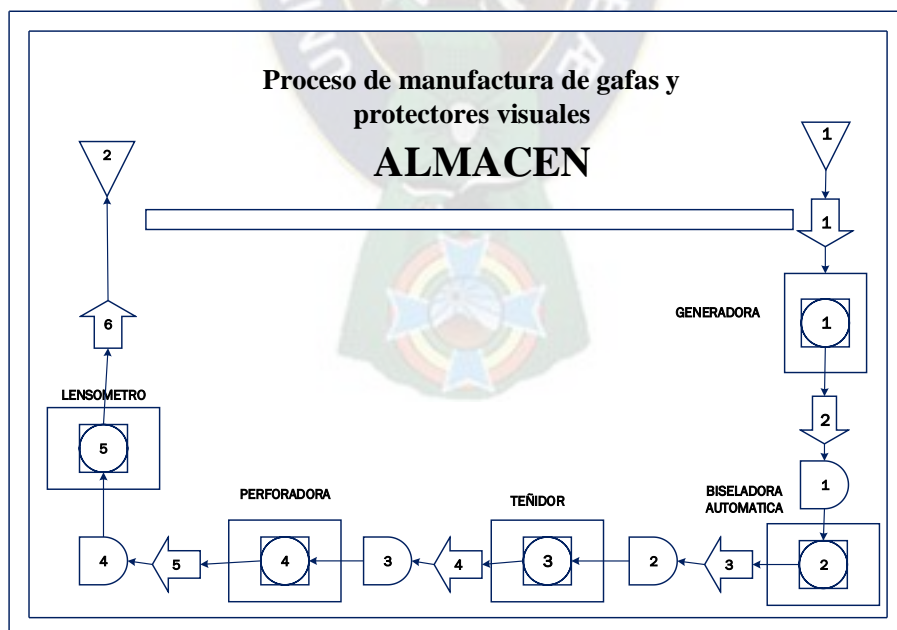 Proceso de manufactura de gafas y
protectores visuales
ALMACEN
2
1
1
GENERADORA
1
6
2
LENSOMETRO
5
1
PERFORADORA
TEÑIDOR
BISELADORA
AUTOMATICA
4
5
4
3
4
3
2
3
2